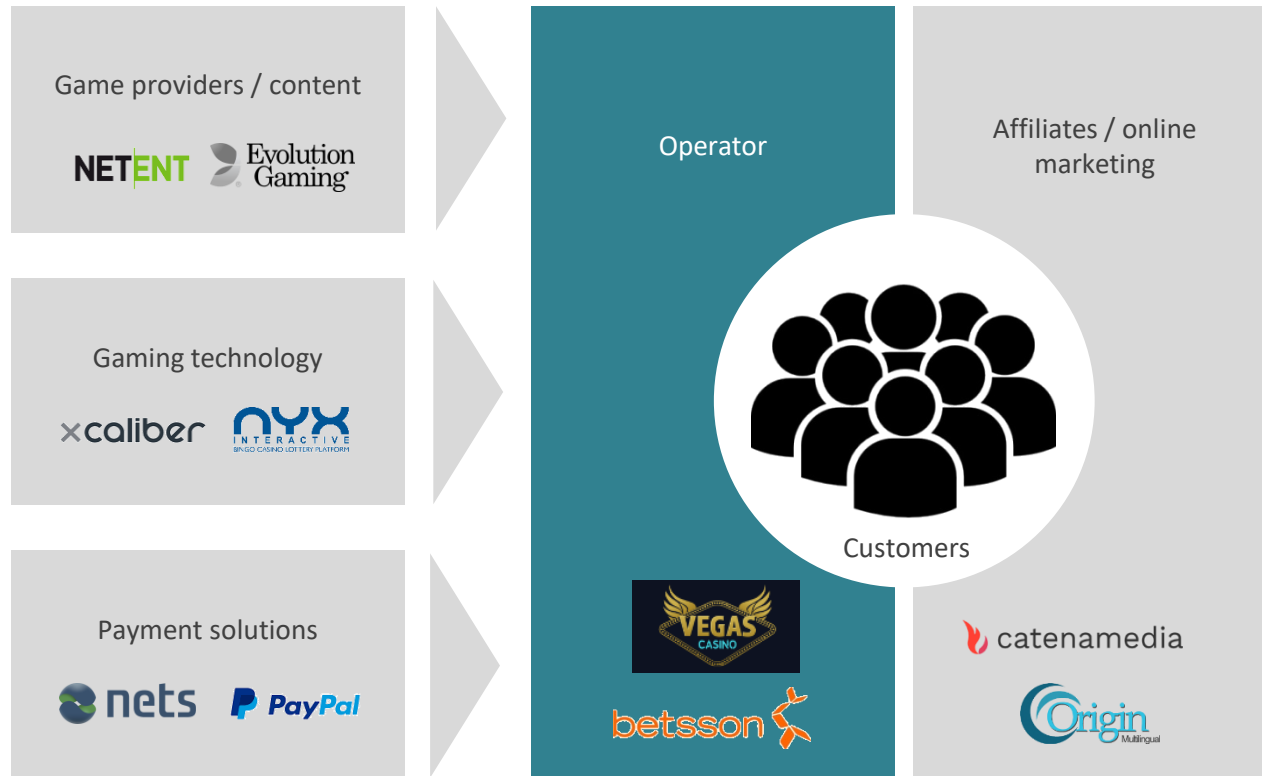 Game providers / content
NETENT
Evolution
Gaming
Gaming technology
xcaliber
nyx
INTERACTIVE
BINGO CASINO LOTTERY PLATFORM
Payment solutions
nets
PayPal
Operator
Affiliates / online
marketing
Customers
VEGAS
CASINO
betsson
catenamedia
Origin
Multilingual